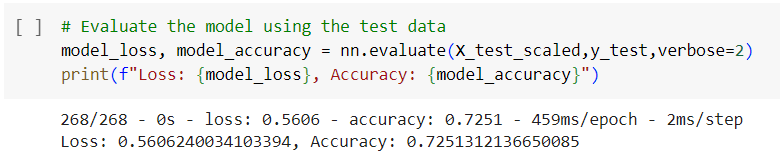 [ ] # Evaluate the model using the test data
model_loss, model_accuracy = nn.evaluate(X_test_scaled,y_test,verbose=2)
print(f"Loss: {model_loss}, Accuracy: {model_accuracy}")
268/268 - 0s - loss: 0.5606 - accuracy: 0.7251 - 459ms/epoch - 2ms/step
Loss: 0.5606240034103394, Accuracy: 0.7251312136650085